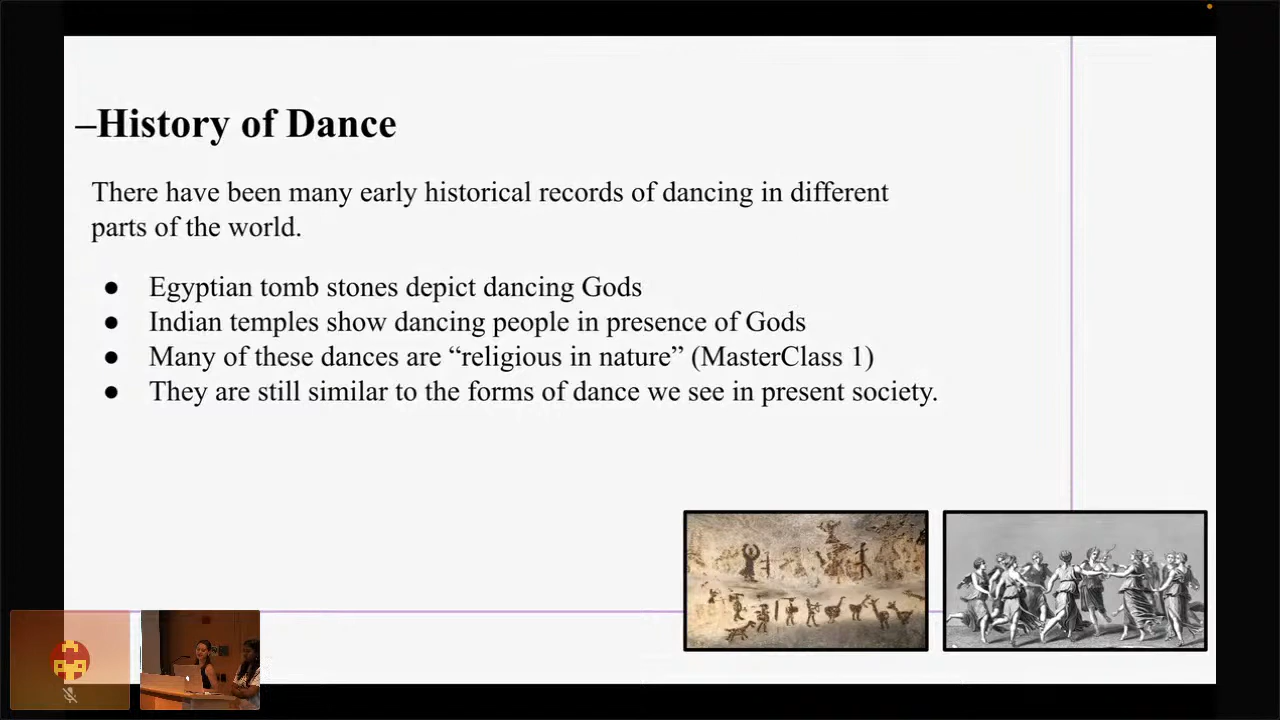 –History of Dance
There have been many early historical records of dancing in different
parts of the world.
● Egyptian tomb stones depict dancing Gods
● Indian temples show dancing people in presence of Gods
● Many of these dances are “religious in nature” (MasterClass 1)
● They are still similar to the forms of dance we see in present society.